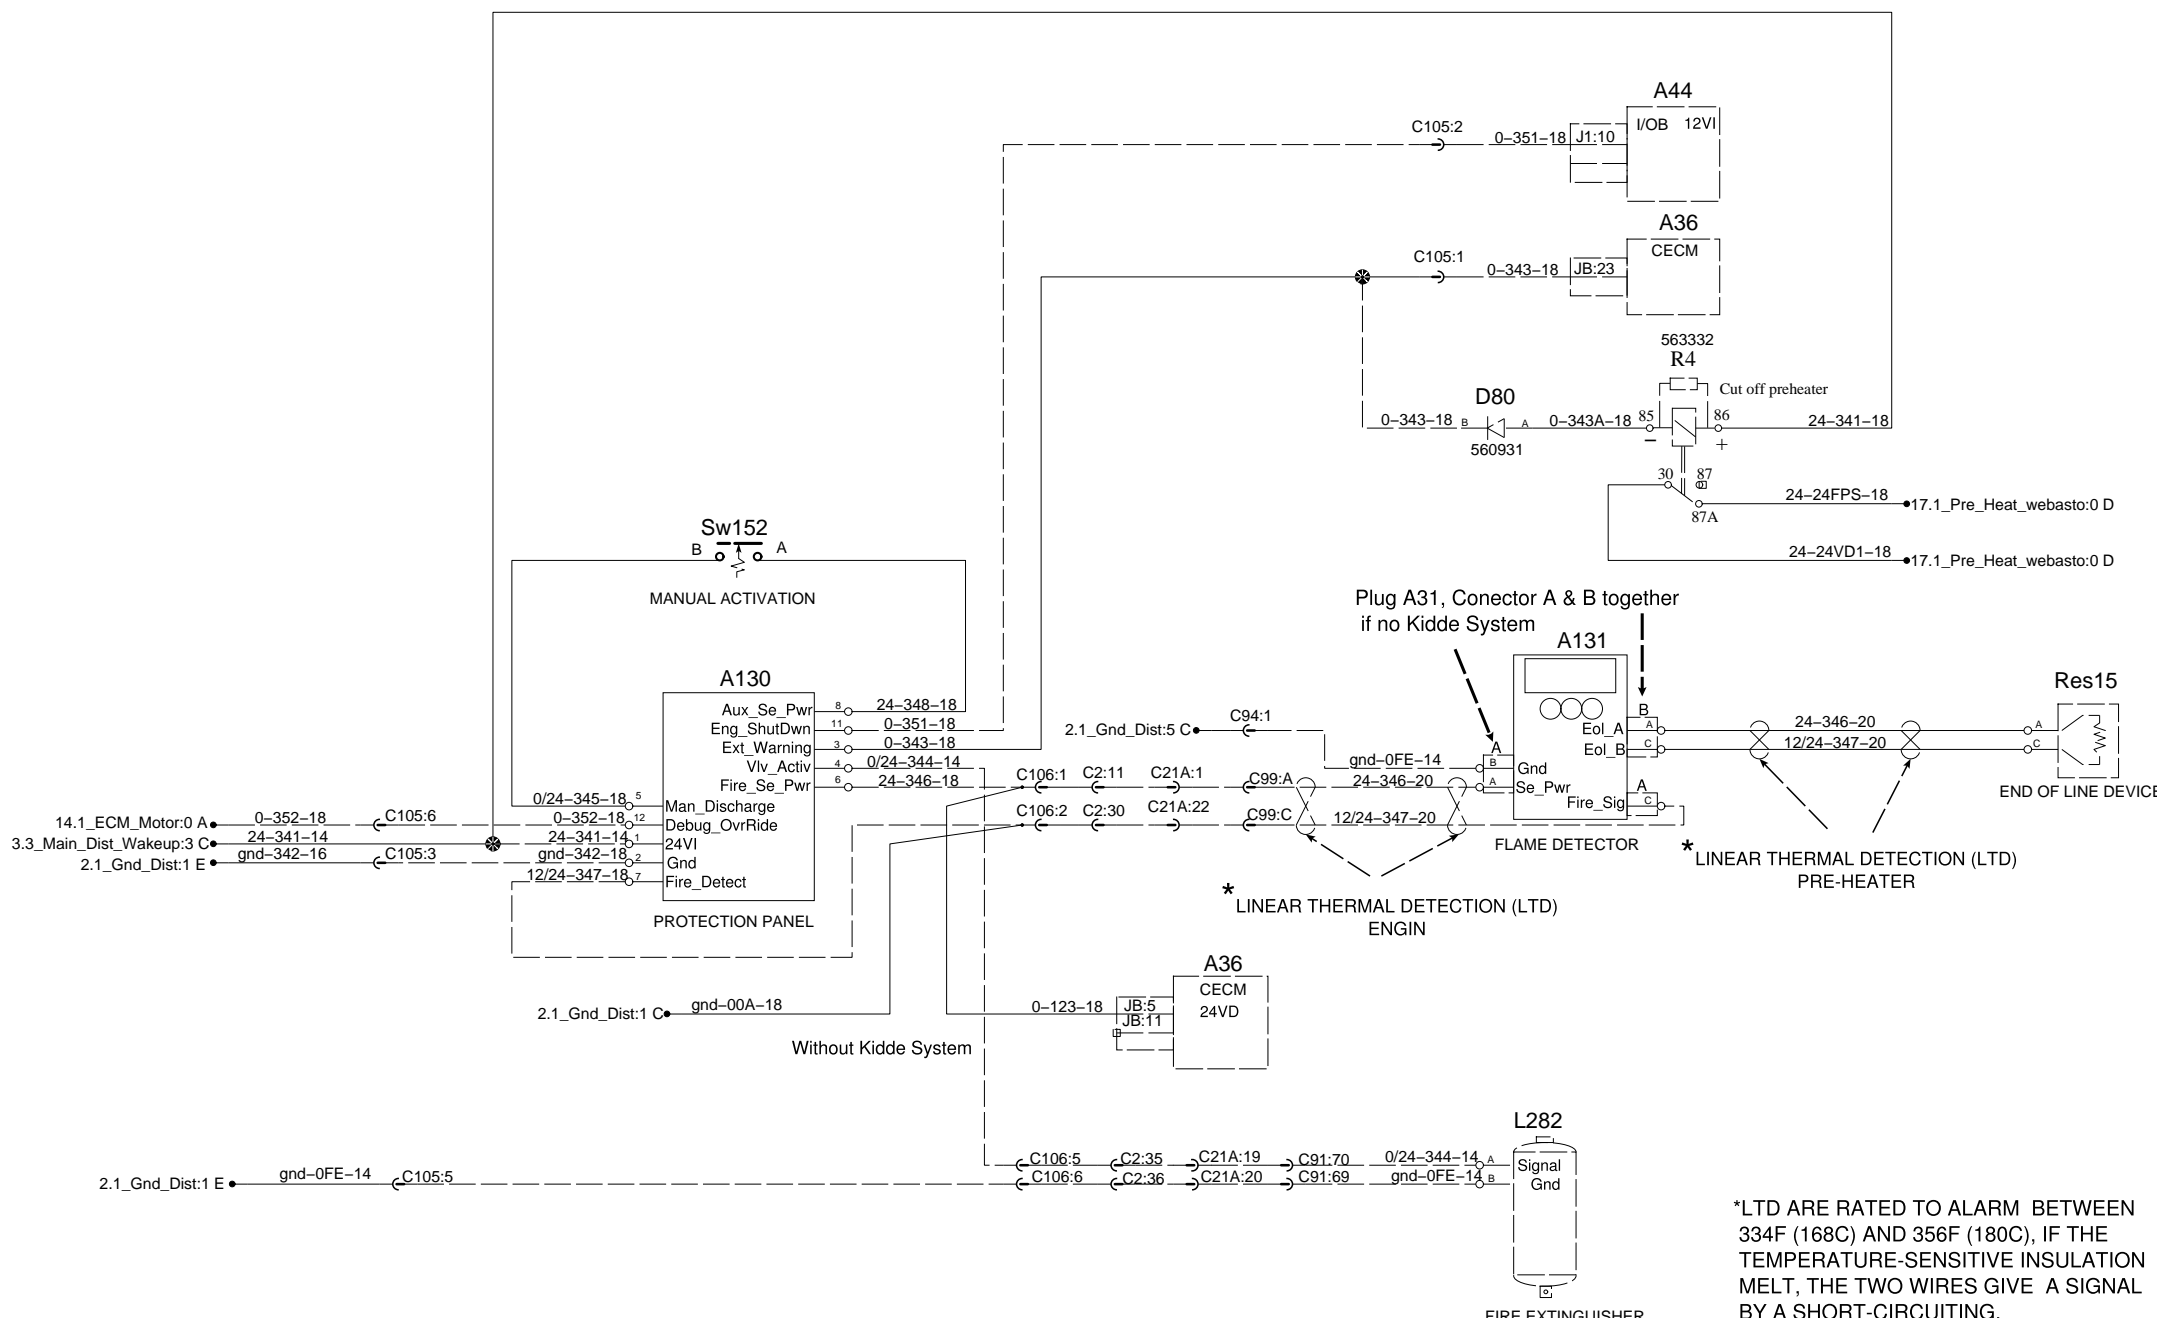 A44
I/OB 12VI
C105:2
0-351-18
J1:10
A36
CECM
C105:1
0-343-18
JB:23
563332
R4
Cut off preheater
D80
0-343-18
B
A
0-343A-18
85
86
24-341-18
560931
30
87
24-24FPS-18
17.1_Pre_Heat_webasto:0 D
87A
24-24VD1-18
17.1_Pre_Heat_webasto:0 D
Sw152
B
A
MANUAL ACTIVATION
Plug A31, Conector A & B together
if no Kidde System
A131
Res15
A130
Aux_Se_Pwr
8
24-348-18
Eng_ShutDwn
11
0-351-18
Ext_Warning
3
0-343-18
Vlv_Activ
4
0/24-344-14
Fire_Se_Pwr
6
24-346-18
2.1_Gnd_Dist:5 C
C94:1
B
Eol_A
A
24-346-20
A
Eol_B
C
12/24-347-20
C
gnd-0FE-14
A
B
Gnd
C106:1
C2:11
C21A:1
C99:A
24-346-20
A
Se_Pwr
A
Fire_Sig
C
END OF LINE DEVICE
0/24-345-18
5
Man_Discharge
14.1_ECM_Motor:0 A
0-352-18
C105:6
0-352-18
12
Debug_OvrRide
C106:2
C2:30
C21A:22
C99:C
12/24-347-20
3.3_Main_Dist_Wakeup:3 C
24-341-14
24-341-14
1
24VI
FLAME DETECTOR
2.1_Gnd_Dist:1 E
gnd-342-16
C105:3
gnd-342-18
2
Gnd
12/24-347-18
7
Fire_Detect
*LINEAR THERMAL DETECTION (LTD)
PRE-HEATER
PROTECTION PANEL
*LINEAR THERMAL DETECTION (LTD)
ENGIN
A36
CECM
24VD
2.1_Gnd_Dist:1 C
gnd-00A-18
0-123-18
JB:5
JB:11
Without Kidde System
L282
C106:5
C2:35
C21A:19
C91:70
0/24-344-14
A
Signal
2.1_Gnd_Dist:1 E
gnd-0FE-14
C105:5
C106:6
C2:36
C21A:20
C91:69
gnd-0FE-14
B
Gnd
FIRE EXTINGUISHER
*LTD ARE RATED TO ALARM BETWEEN
334F (168C) AND 356F (180C), IF THE
TEMPERATURE-SENSITIVE INSULATION
MELT, THE TWO WIRES GIVE A SIGNAL
BY A SHORT-CIRCUITING.